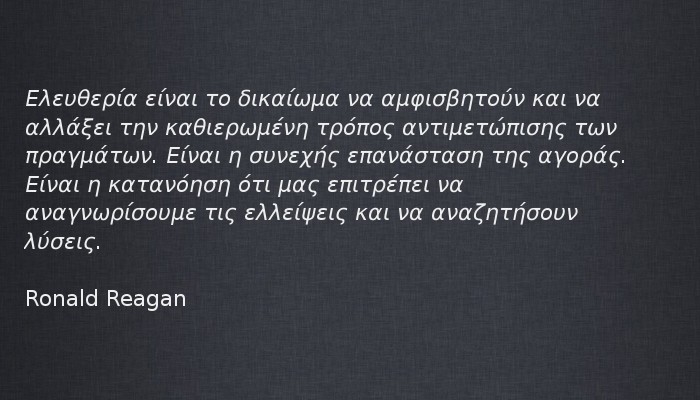 Ελευθερία είναι το δικαίωμα να αμφισβητούν και να
αλλάξει την καθιερωμένη τρόπος αντιμετώπισης των
πραγμάτων. Είναι η συνεχής επανάσταση της αγοράς.
Είναι η κατανόηση ότι μας επιτρέπει να
αναγνωρίσουμε τις ελλείψεις και να αναζητήσουν
λύσεις.
Ronald Reagan